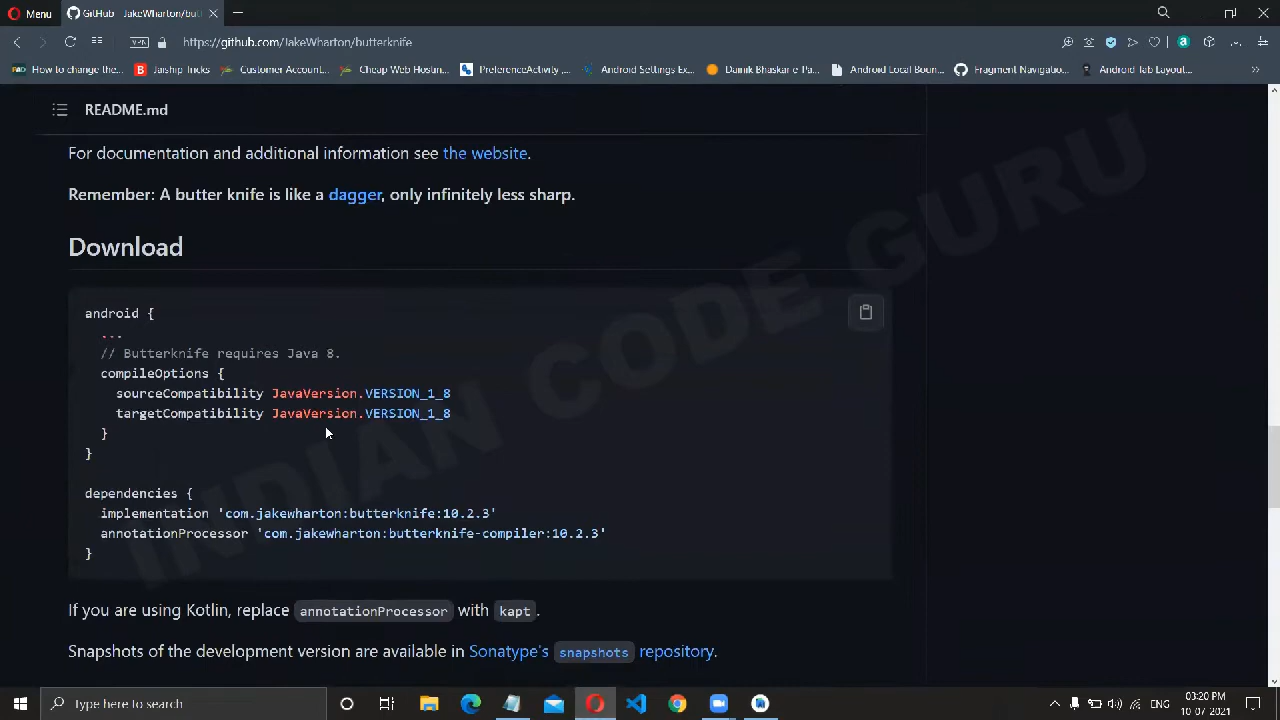 Menu
GitHub - JakeWharton/but
https://github.com/JakeWharton/butterknife
VPN
How to change the...
Jaiship Tricks
Customer Account...
Cheap Web Hostin...
PreferenceActivity ,...
Android Settings Ex...
Dainik Bhaskar e-Pa...
Android Local Boun...
Fragment Navigatio...
Android Tab Layout...
README.md
For documentation and additional information see the website.
Remember: A butter knife is like a dagger, only infinitely less sharp.
Download
android {
...
// Butterknife requires Java 8.
compileOptions {
sourceCompatibility JavaVersion.VERSION_1_8
targetCompatibility JavaVersion.VERSION_1_8
}
}
dependencies {
implementation 'com.jakewharton:butterknife:10.2.3'
annotationProcessor 'com.jakewharton:butterknife-compiler:10.2.3'
}
If you are using Kotlin, replace annotationProcessor with kapt.
Snapshots of the development version are available in Sonatype's snapshots repository.
INDIAN CODE GURU
Type here to search
ENG
03:20 PM
10-07-2021